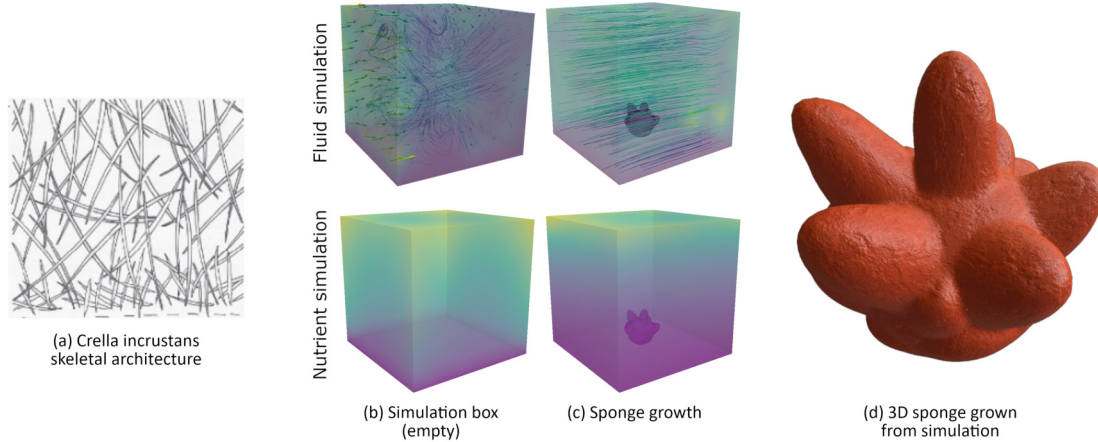 Fluid simulation
Nutrient simulation
(a) Crella incrustans
skeletal architecture
(b) Simulation box
(empty)
(c) Sponge growth
(d) 3D sponge grown
from simulation